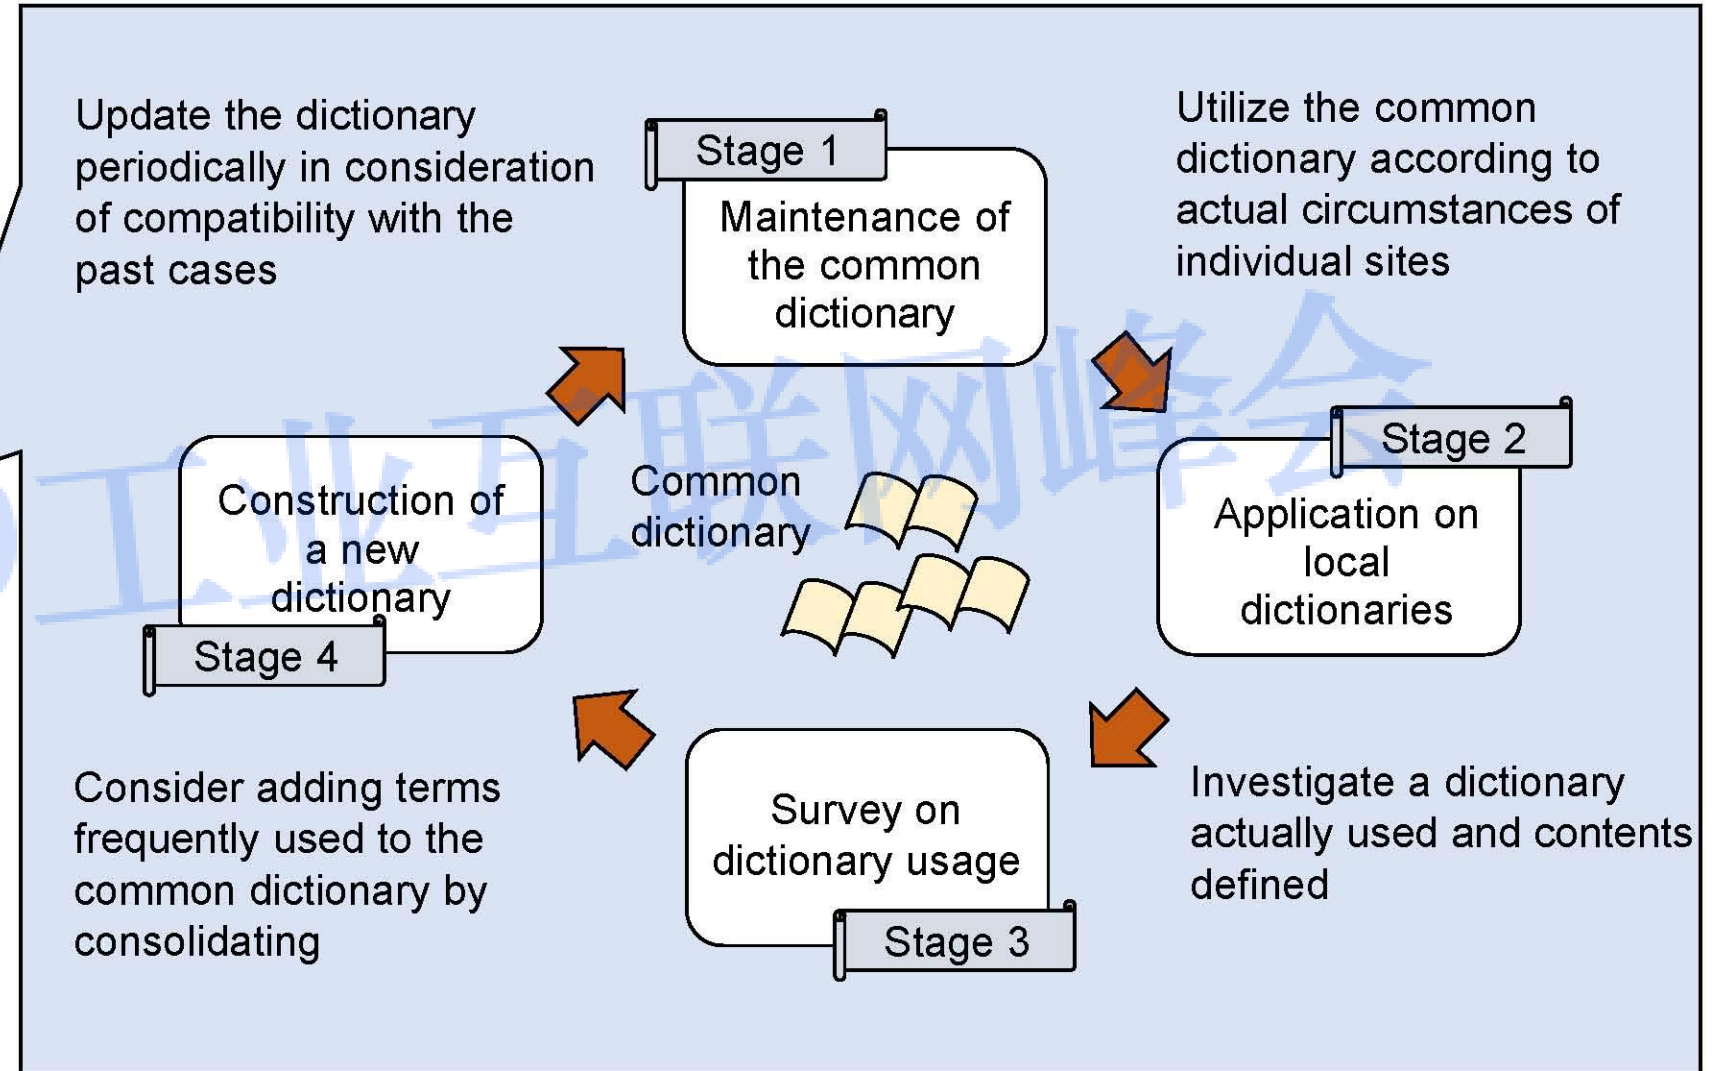 Update the dictionary
periodically in consideration
of compatibility with the
past cases
Stage 1
Maintenance of
the common
dictionary
Utilize the common
dictionary according to
actual circumstances of
individual sites
Stage 2
Application on
local
dictionaries
Common
dictionary
Construction of
a new
dictionary
Stage 4
Survey on
dictionary usage
Stage 3
Investigate a dictionary
actually used and contents
defined
Consider adding terms
frequently used to the
common dictionary by
consolidating
工业互联网峰会